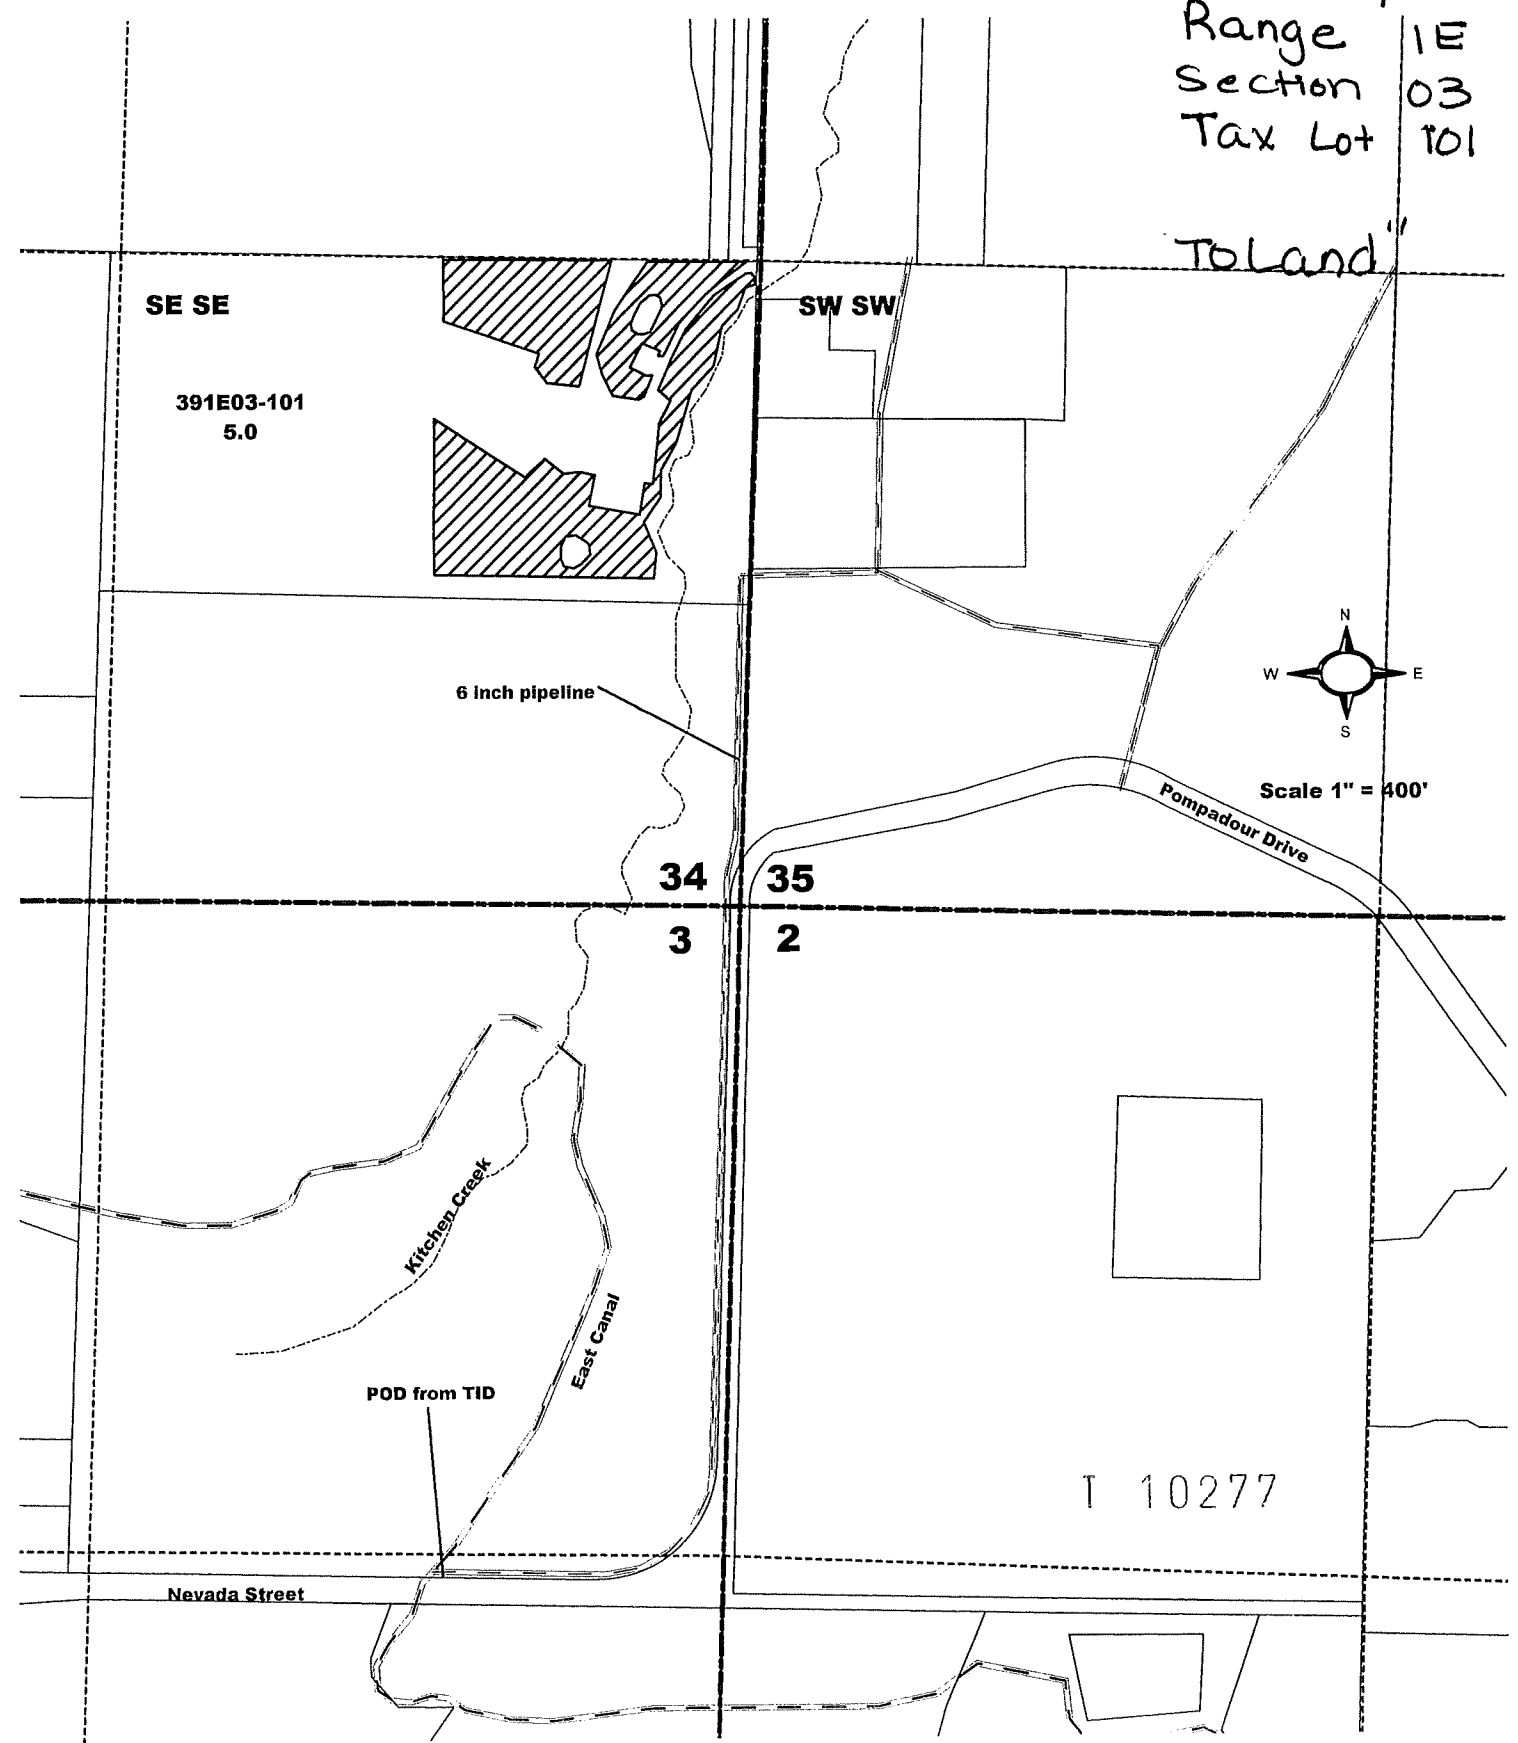 Range 1E
Section 03
Tax Lot 101
"To Land"
SE SE
SW SW
391E03-101
5.0
N
W E
S
6 inch pipeline
Scale 1" = 400'
Pompadour Drive
34 35
3 2
Kitchen Creek
East Canal
POD from TID
T 10277
Nevada Street